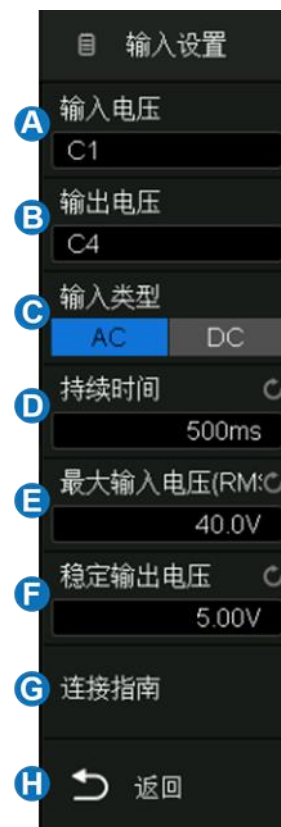 输入设置
A
输入电压
C1
B
输出电压
C4
C
输入类型
AC DC
D
持续时间
500ms
E
最大输入电压(RM
40.0V
F
稳定输出电压
5.00V
G
连接指南
H
返回